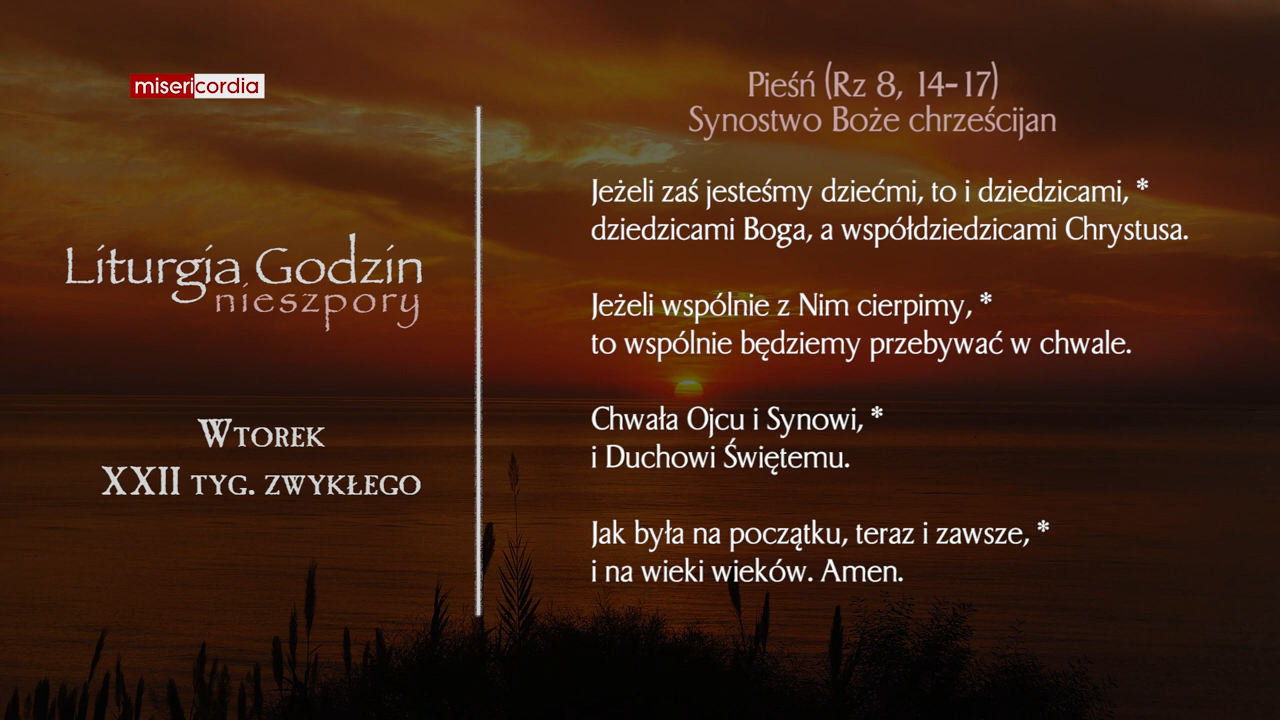 misericordia
Liturgia Godzin
nieszpory
Wtorek
XXII tyg. zwykłego
Pieśń (Rz 8, 14-17)
Synostwo Boże chrześcijan
Jeżeli zaś jesteśmy dziećmi, to i dziedzicami, *
dziedzicami Boga, a współdziedzicami Chrystusa.
Jeżeli wspólnie z Nim cierpimy, *
to wspólnie będziemy przebywać w chwale.
Chwała Ojcu i Synowi, *
i Duchowi Świętemu.
Jak była na początku, teraz i zawsze, *
i na wieki wieków. Amen.